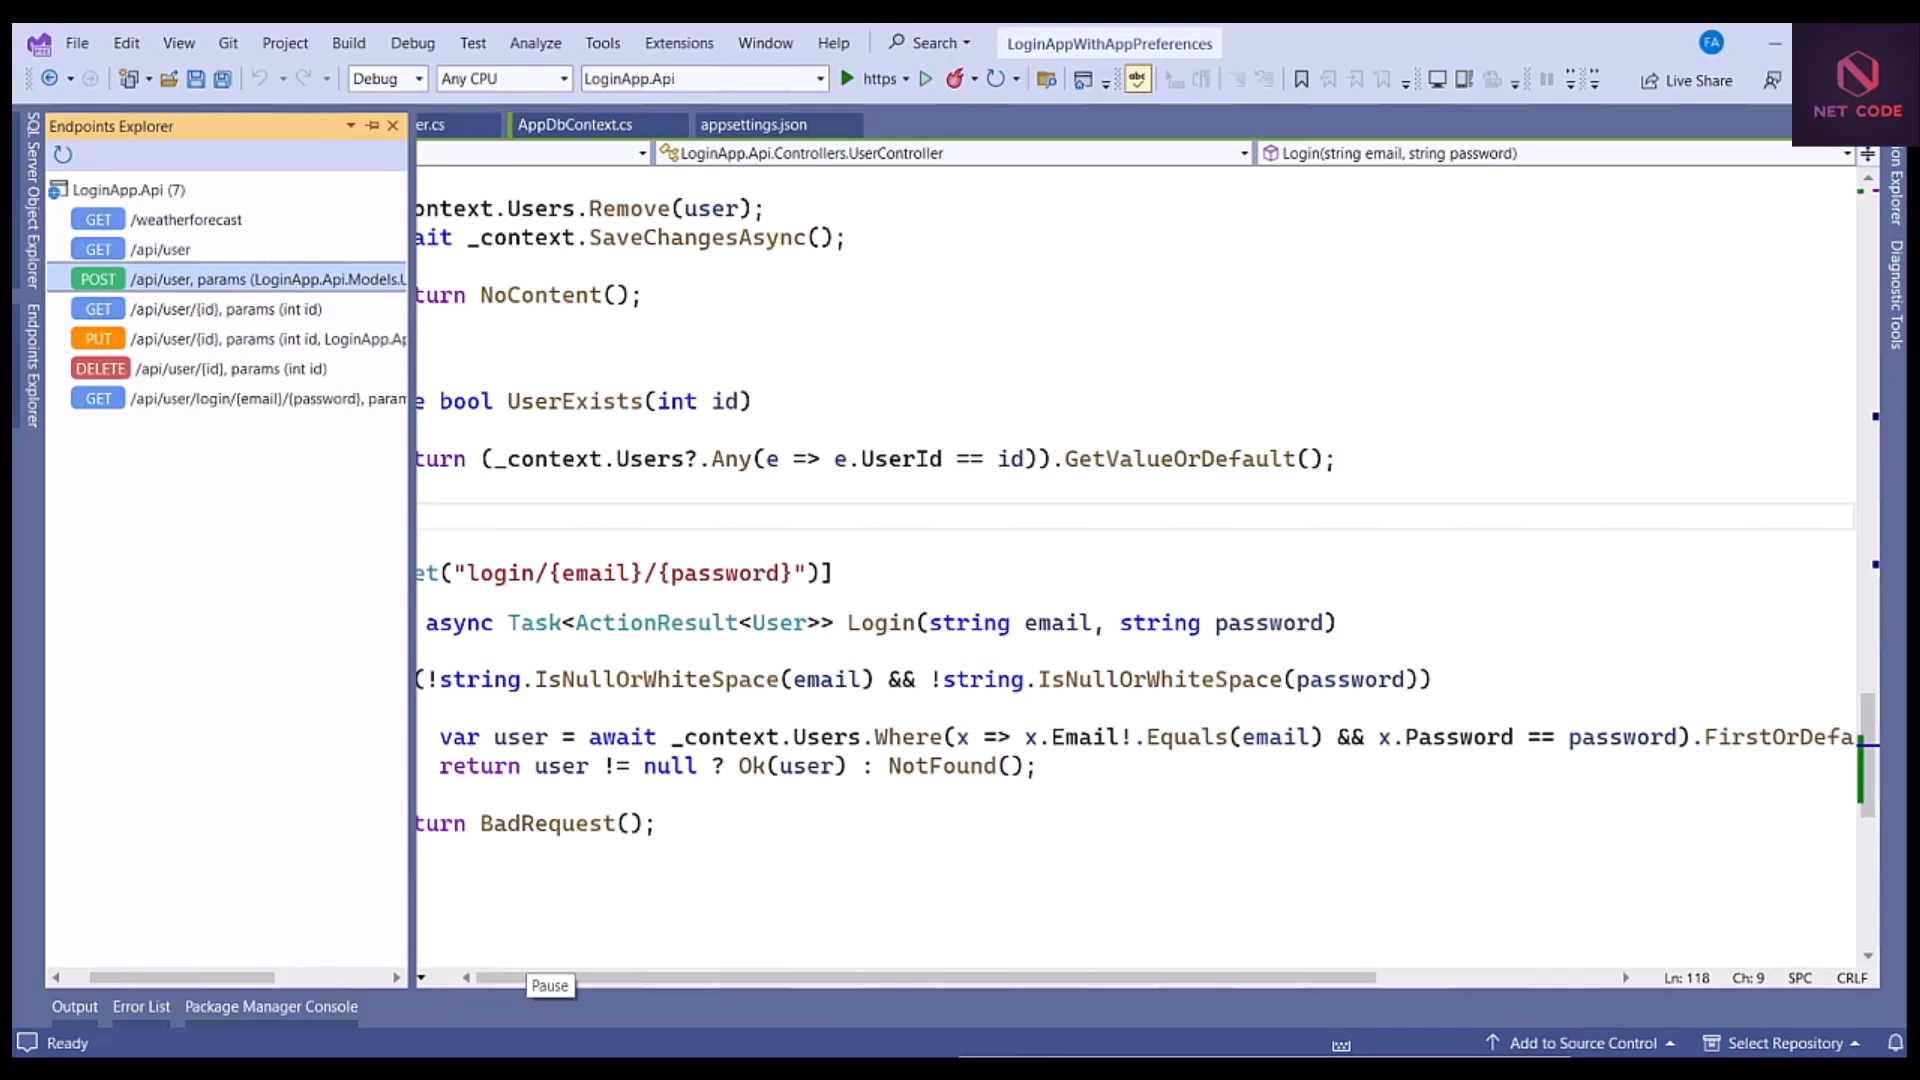 File Edit View Git Project Build Debug Test Analyze Tools Extensions Window Help Search LoginAppWithAppPreferences FA
Debug Any CPU LoginApp.Api https abc Live Share
NET CODE
Endpoints Explorer
er.cs AppDbContext.cs appsettings.json
LoginApp.Api.Controllers.UserController Login(string email, string password)
SQL Server Object Explorer
Endpoints Explorer
ion Explorer
Diagnostic Tools
LoginApp.Api (7)
GET /weatherforecast
GET /api/user
POST /api/user, params (LoginApp.Api.Models.U
GET /api/user/{id}, params (int id)
PUT /api/user/{id}, params (int id, LoginApp.Ap
DELETE /api/user/{id}, params (int id)
GET /api/user/login/{email}/{password}, param
ontext.Users.Remove(user);
ait _context.SaveChangesAsync();
turn NoContent();
e bool UserExists(int id)
turn (_context.Users?.Any(e => e.UserId == id)).GetValueOrDefault();
et("login/{email}/{password}")]
async Task<ActionResult<User>> Login(string email, string password)
(!string.IsNullOrWhiteSpace(email) && !string.IsNullOrWhiteSpace(password))
var user = await _context.Users.Where(x => x.Email!.Equals(email) && x.Password == password).FirstOrDefa
return user != null ? Ok(user) : NotFound();
turn BadRequest();
Pause
Ln: 118 Ch: 9 SPC CRLF
Output Error List Package Manager Console
Ready
Add to Source Control Select Repository